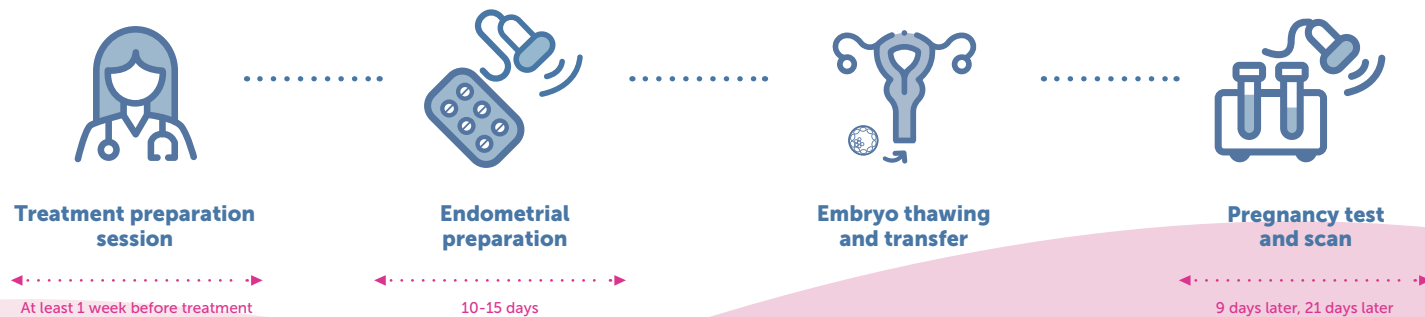 Treatment preparation
session
At least 1 week before treatment
Endometrial
preparation
10-15 days
Embryo thawing
and transfer
Pregnancy test
and scan
9 days later, 21 days later